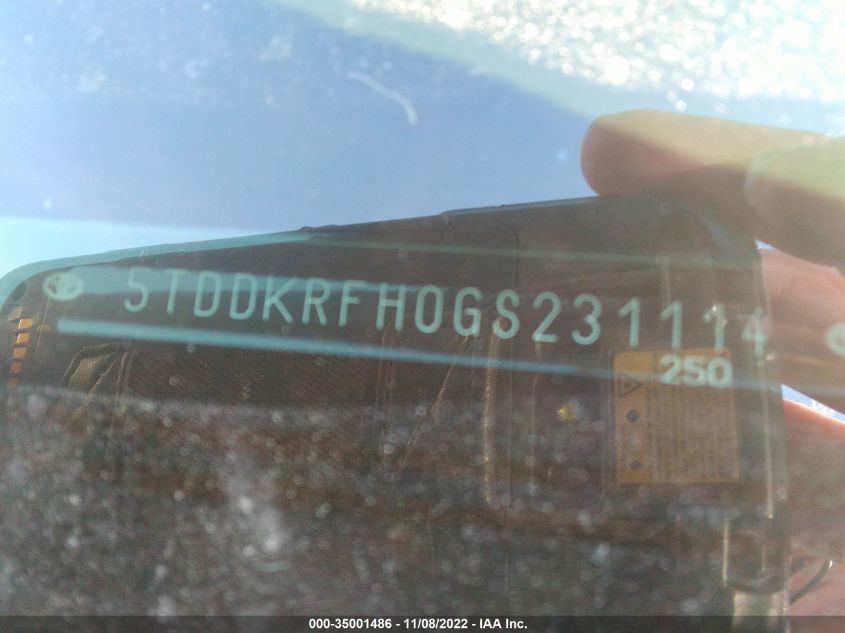 5TDDKRFH0GS231114
250
000-35001486 - 11/08/2022 - IAA Inc.